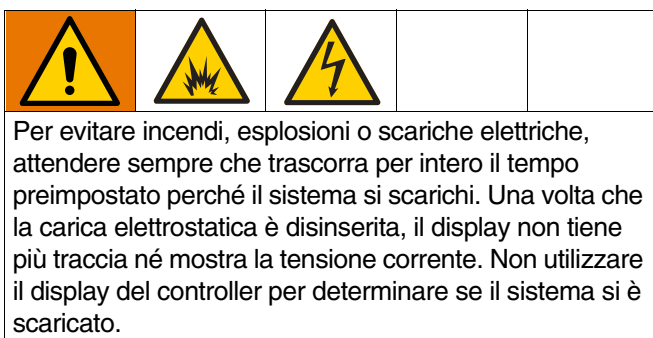 Per evitare incendi, esplosioni o scariche elettriche,
attendere sempre che trascorra per intero il tempo
preimpostato perché il sistema si scarichi. Una volta che
la carica elettrostatica è disinserita, il display non tiene
più traccia né mostra la tensione corrente. Non utilizzare
il display del controller per determinare se il sistema si è
scaricato.